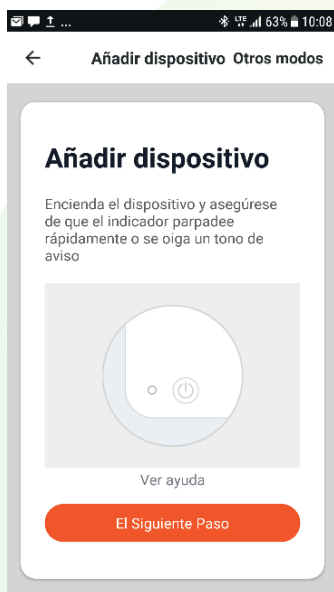 ... LTE 63% 10:08
Añadir dispositivo Otros modos
Añadir dispositivo
Encienda el dispositivo y asegúrese
de que el indicador parpadee
rápidamente o se oiga un tono de
aviso
Ver ayuda
El Siguiente Paso